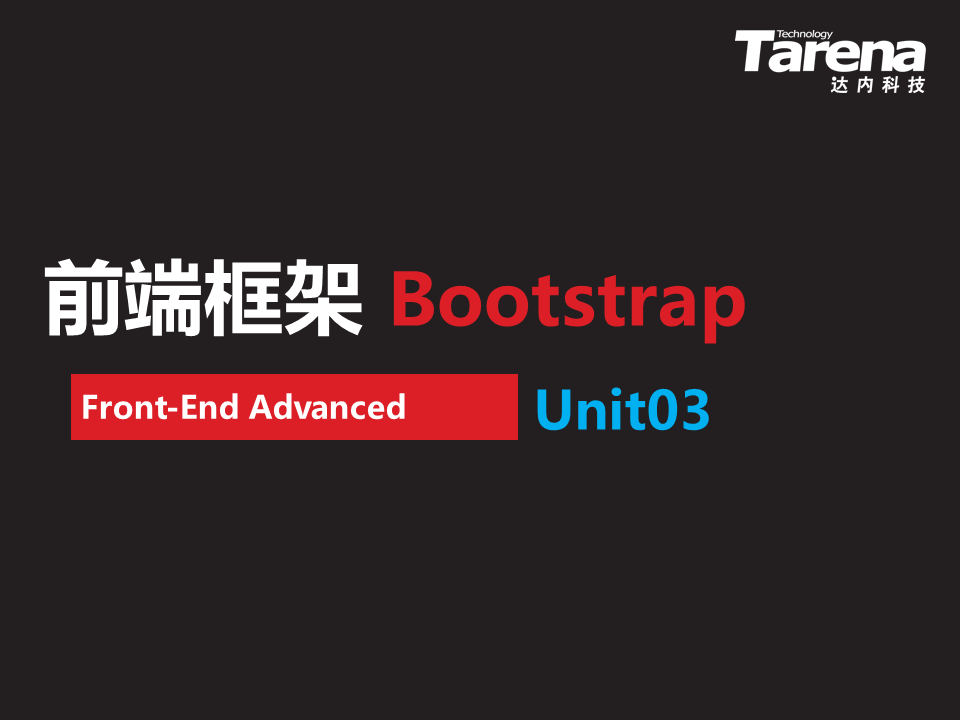 Technology
Tarena
达内科技
前端框架 Bootstrap
Front-End Advanced Unit03